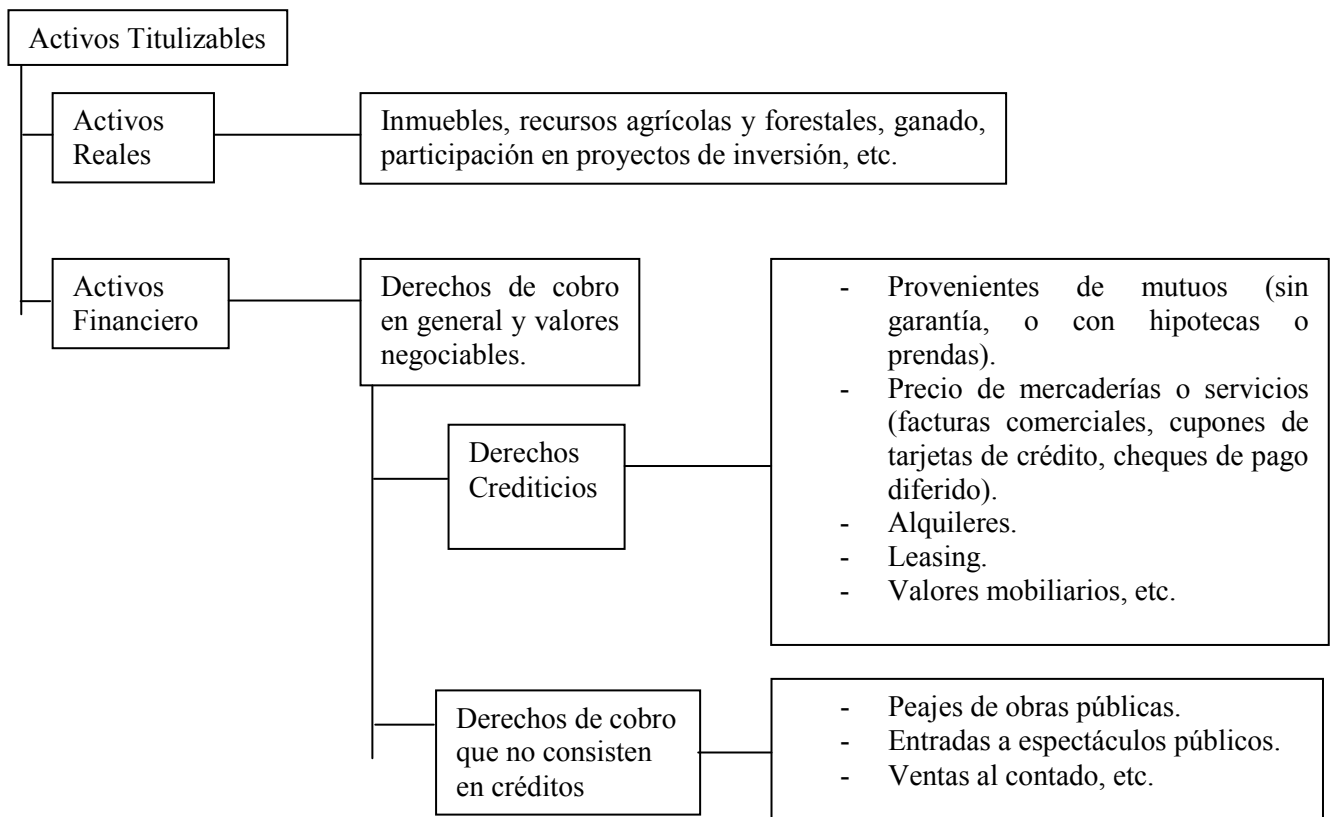 Activos Titulizables
Activos
Reales
Inmuebles, recursos agrícolas y forestales, ganado,
participación en proyectos de inversión, etc.
Activos
Financiero
Derechos de cobro
en general y valores
negociables.
- Provenientes de mutuos (sin
garantía, o con hipotecas o
prendas).
- Precio de mercaderías o servicios
(facturas comerciales, cupones de
tarjetas de crédito, cheques de pago
diferido).
- Alquileres.
- Leasing.
- Valores mobiliarios, etc.
Derechos
Crediticios
Derechos de cobro
que no consisten
en créditos
- Peajes de obras públicas.
- Entradas a espectáculos públicos.
- Ventas al contado, etc.